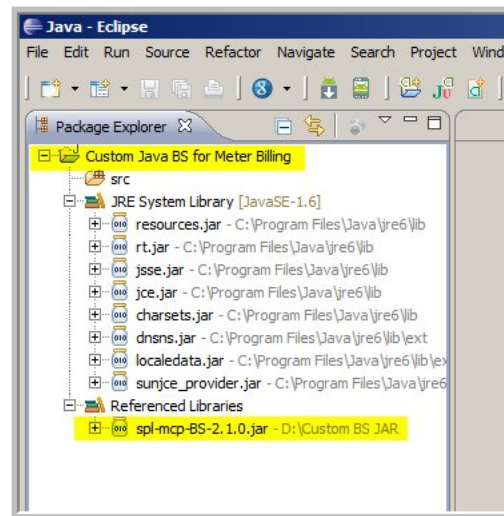 Java - Eclipse
File Edit Run Source Refactor Navigate Search Project Wind
Package Explorer
Custom Java BS for Meter Billing
src
JRE System Library [JavaSE-1.6]
resources.jar - C:\Program Files\Java\jre6\lib
rt.jar - C:\Program Files\Java\jre6\lib
jsse.jar - C:\Program Files\Java\jre6\lib
jce.jar - C:\Program Files\Java\jre6\lib
charsets.jar - C:\Program Files\Java\jre6\lib
dnsns.jar - C:\Program Files\Java\jre6\lib\ext
localedata.jar - C:\Program Files\Java\jre6\lib\ex
sunjce_provider.jar - C:\Program Files\Java\jre6
Referenced Libraries
spl-mcp-BS-2.1.0.jar - D:\Custom BS JAR